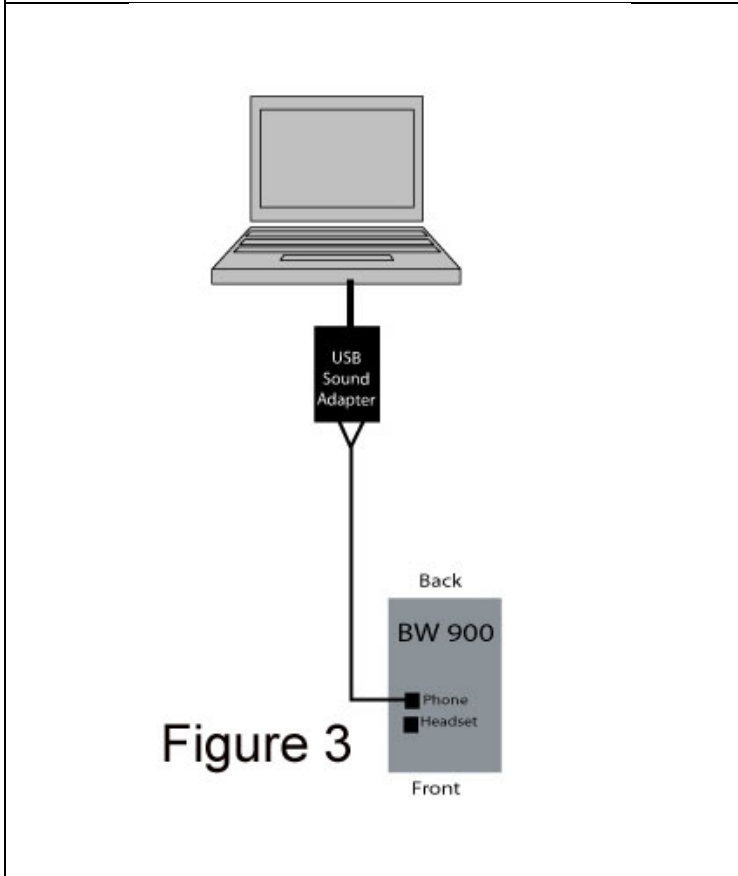 USB
Sound
Adapter
Back
BW 900
Phone
Headset
Figure 3
Front